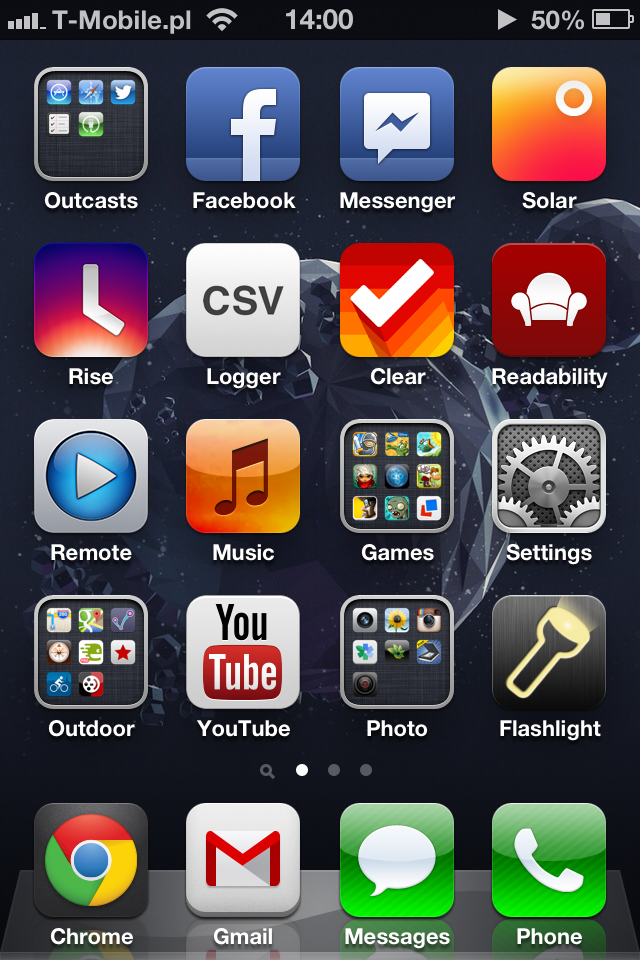 T-Mobile.pl 14:00 50%
Outcasts Facebook Messenger Solar
CSV
Rise Logger Clear Readability
Remote Music Games Settings
You
Tube
Outdoor YouTube Photo Flashlight
Chrome Gmail Messages Phone